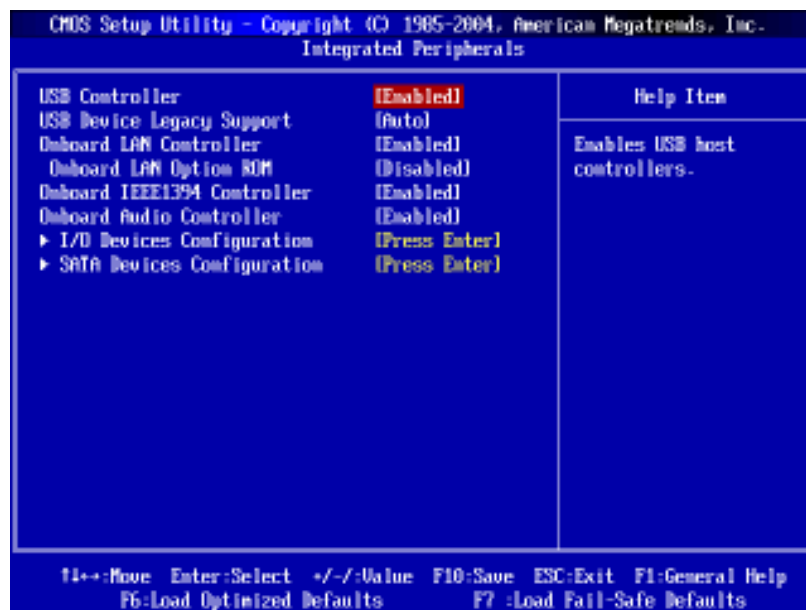 CMOS Setup Utility - Copyright (C) 1985-2004, American Megatrends, Inc.
Integrated Peripherals
USB Controller [Enabled]
USB Device Legacy Support [Auto]
Onboard LAN Controller [Enabled]
Onboard LAN Option ROM [Disabled]
Onboard IEEE1394 Controller [Enabled]
Onboard Audio Controller [Enabled]
► I/O Devices Configuration [Press Enter]
► SATA Devices Configuration [Press Enter]
Help Item
Enables USB host
controllers.
↑↓←→:Move Enter:Select +/-/:Value F10:Save ESC:Exit F1:General Help
F6:Load Optimized Defaults F7 :Load Fail-Safe Defaults